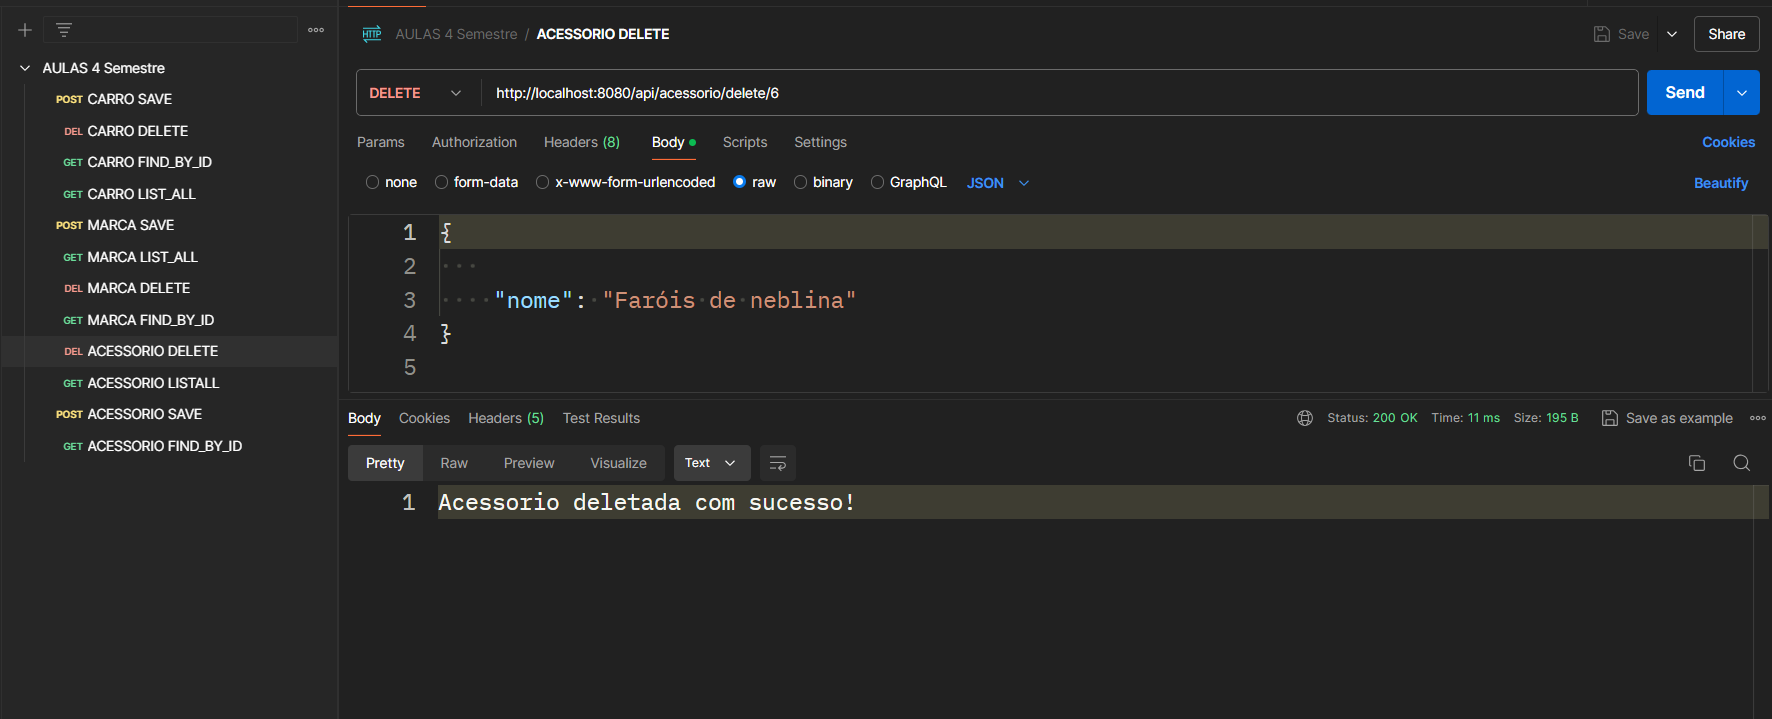 AULAS 4 Semestre
POST CARRO SAVE
DEL CARRO DELETE
GET CARRO FIND_BY_ID
GET CARRO LIST_ALL
POST MARCA SAVE
GET MARCA LIST_ALL
DEL MARCA DELETE
GET MARCA FIND_BY_ID
DEL ACESSORIO DELETE
GET ACESSORIO LISTALL
POST ACESSORIO SAVE
GET ACESSORIO FIND_BY_ID
HTTP AULAS 4 Semestre / ACESSORIO DELETE
Save Share
DELETE http://localhost:8080/api/acessorio/delete/6 Send
Params Authorization Headers (8) Body Scripts Settings Cookies
none form-data x-www-form-urlencoded raw binary GraphQL JSON Beautify
1 {
2
3 "nome": "Faróis de neblina"
4 }
5
Body Cookies Headers (5) Test Results Status: 200 OK Time: 11 ms Size: 195 B Save as example
Pretty Raw Preview Visualize Text
1 Acessorio deletada com sucesso!